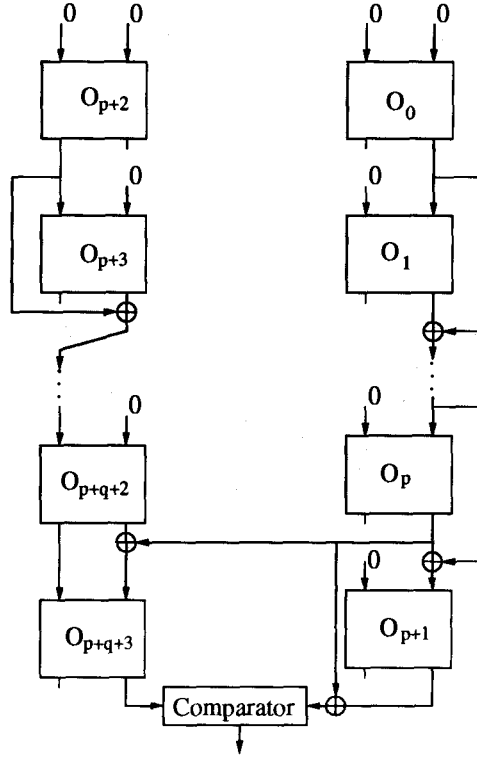 0 0 0 0
O_{p+2} O_0
0 0
O_{p+3} O_1
0 0
O_{p+q+2} O_p
0
O_{p+q+3} O_{p+1}
Comparator